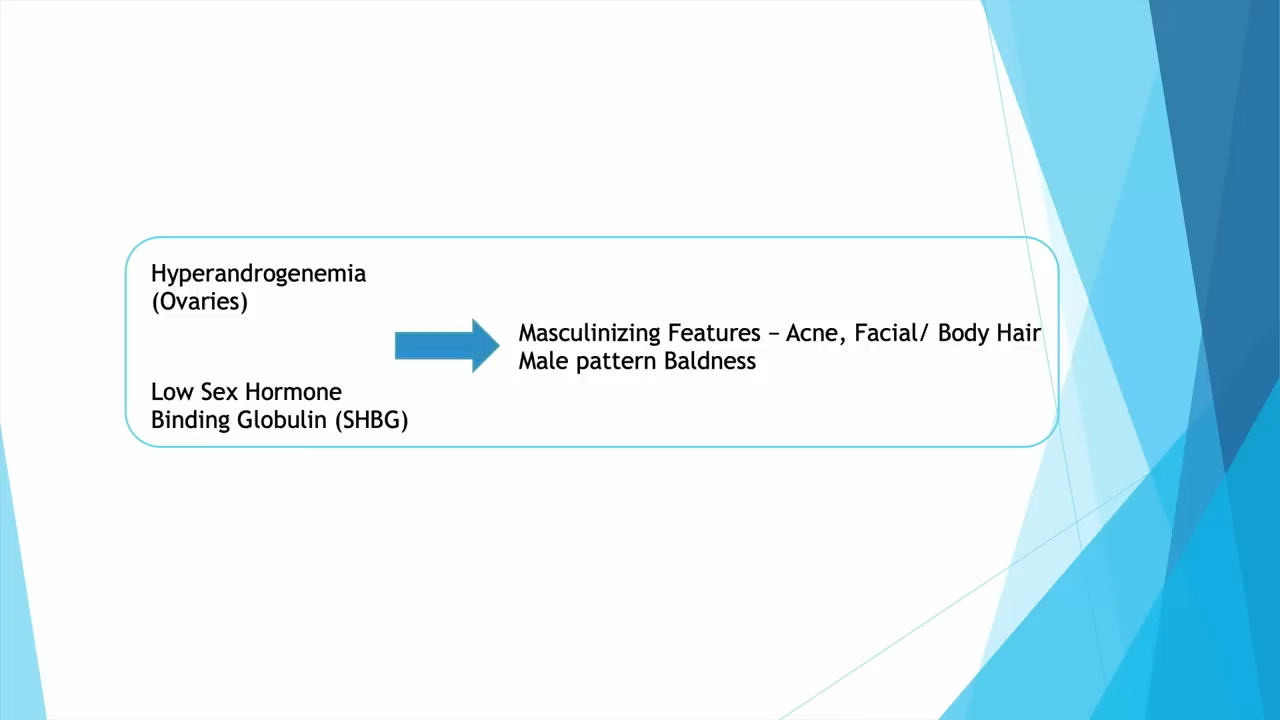 Hyperandrogenemia
(Ovaries)
Masculinizing Features – Acne, Facial/ Body Hair
Male pattern Baldness
Low Sex Hormone
Binding Globulin (SHBG)